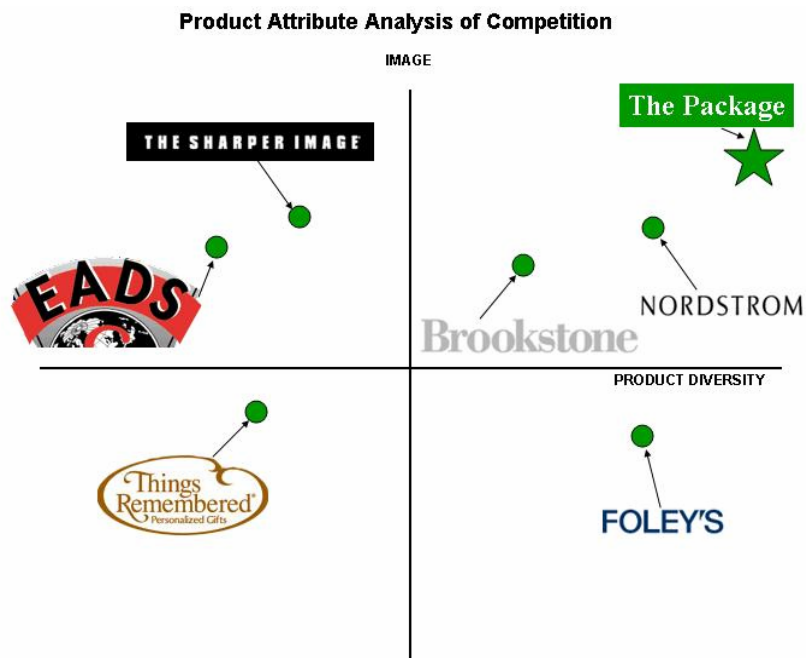 Product Attribute Analysis of Competition
IMAGE
The Package
THE SHARPER IMAGE
EADS
NORDSTROM
Brookstone
PRODUCT DIVERSITY
Things
Remembered®
Personalized Gifts
FOLEY'S